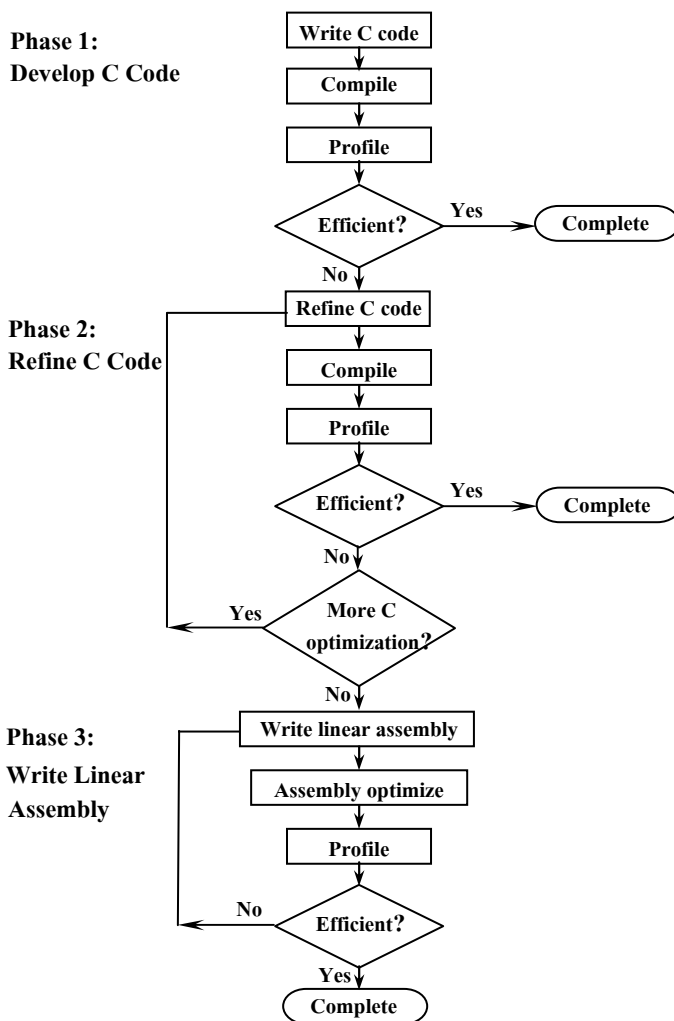 Phase 1:
Develop C Code
Write C code
Compile
Profile
Efficient?
Yes
Complete
No
Phase 2:
Refine C Code
Refine C code
Compile
Profile
Efficient?
Yes
Complete
No
More C
optimization?
Yes
No
Phase 3:
Write Linear
Assembly
Write linear assembly
Assembly optimize
Profile
Efficient?
No
Yes
Complete